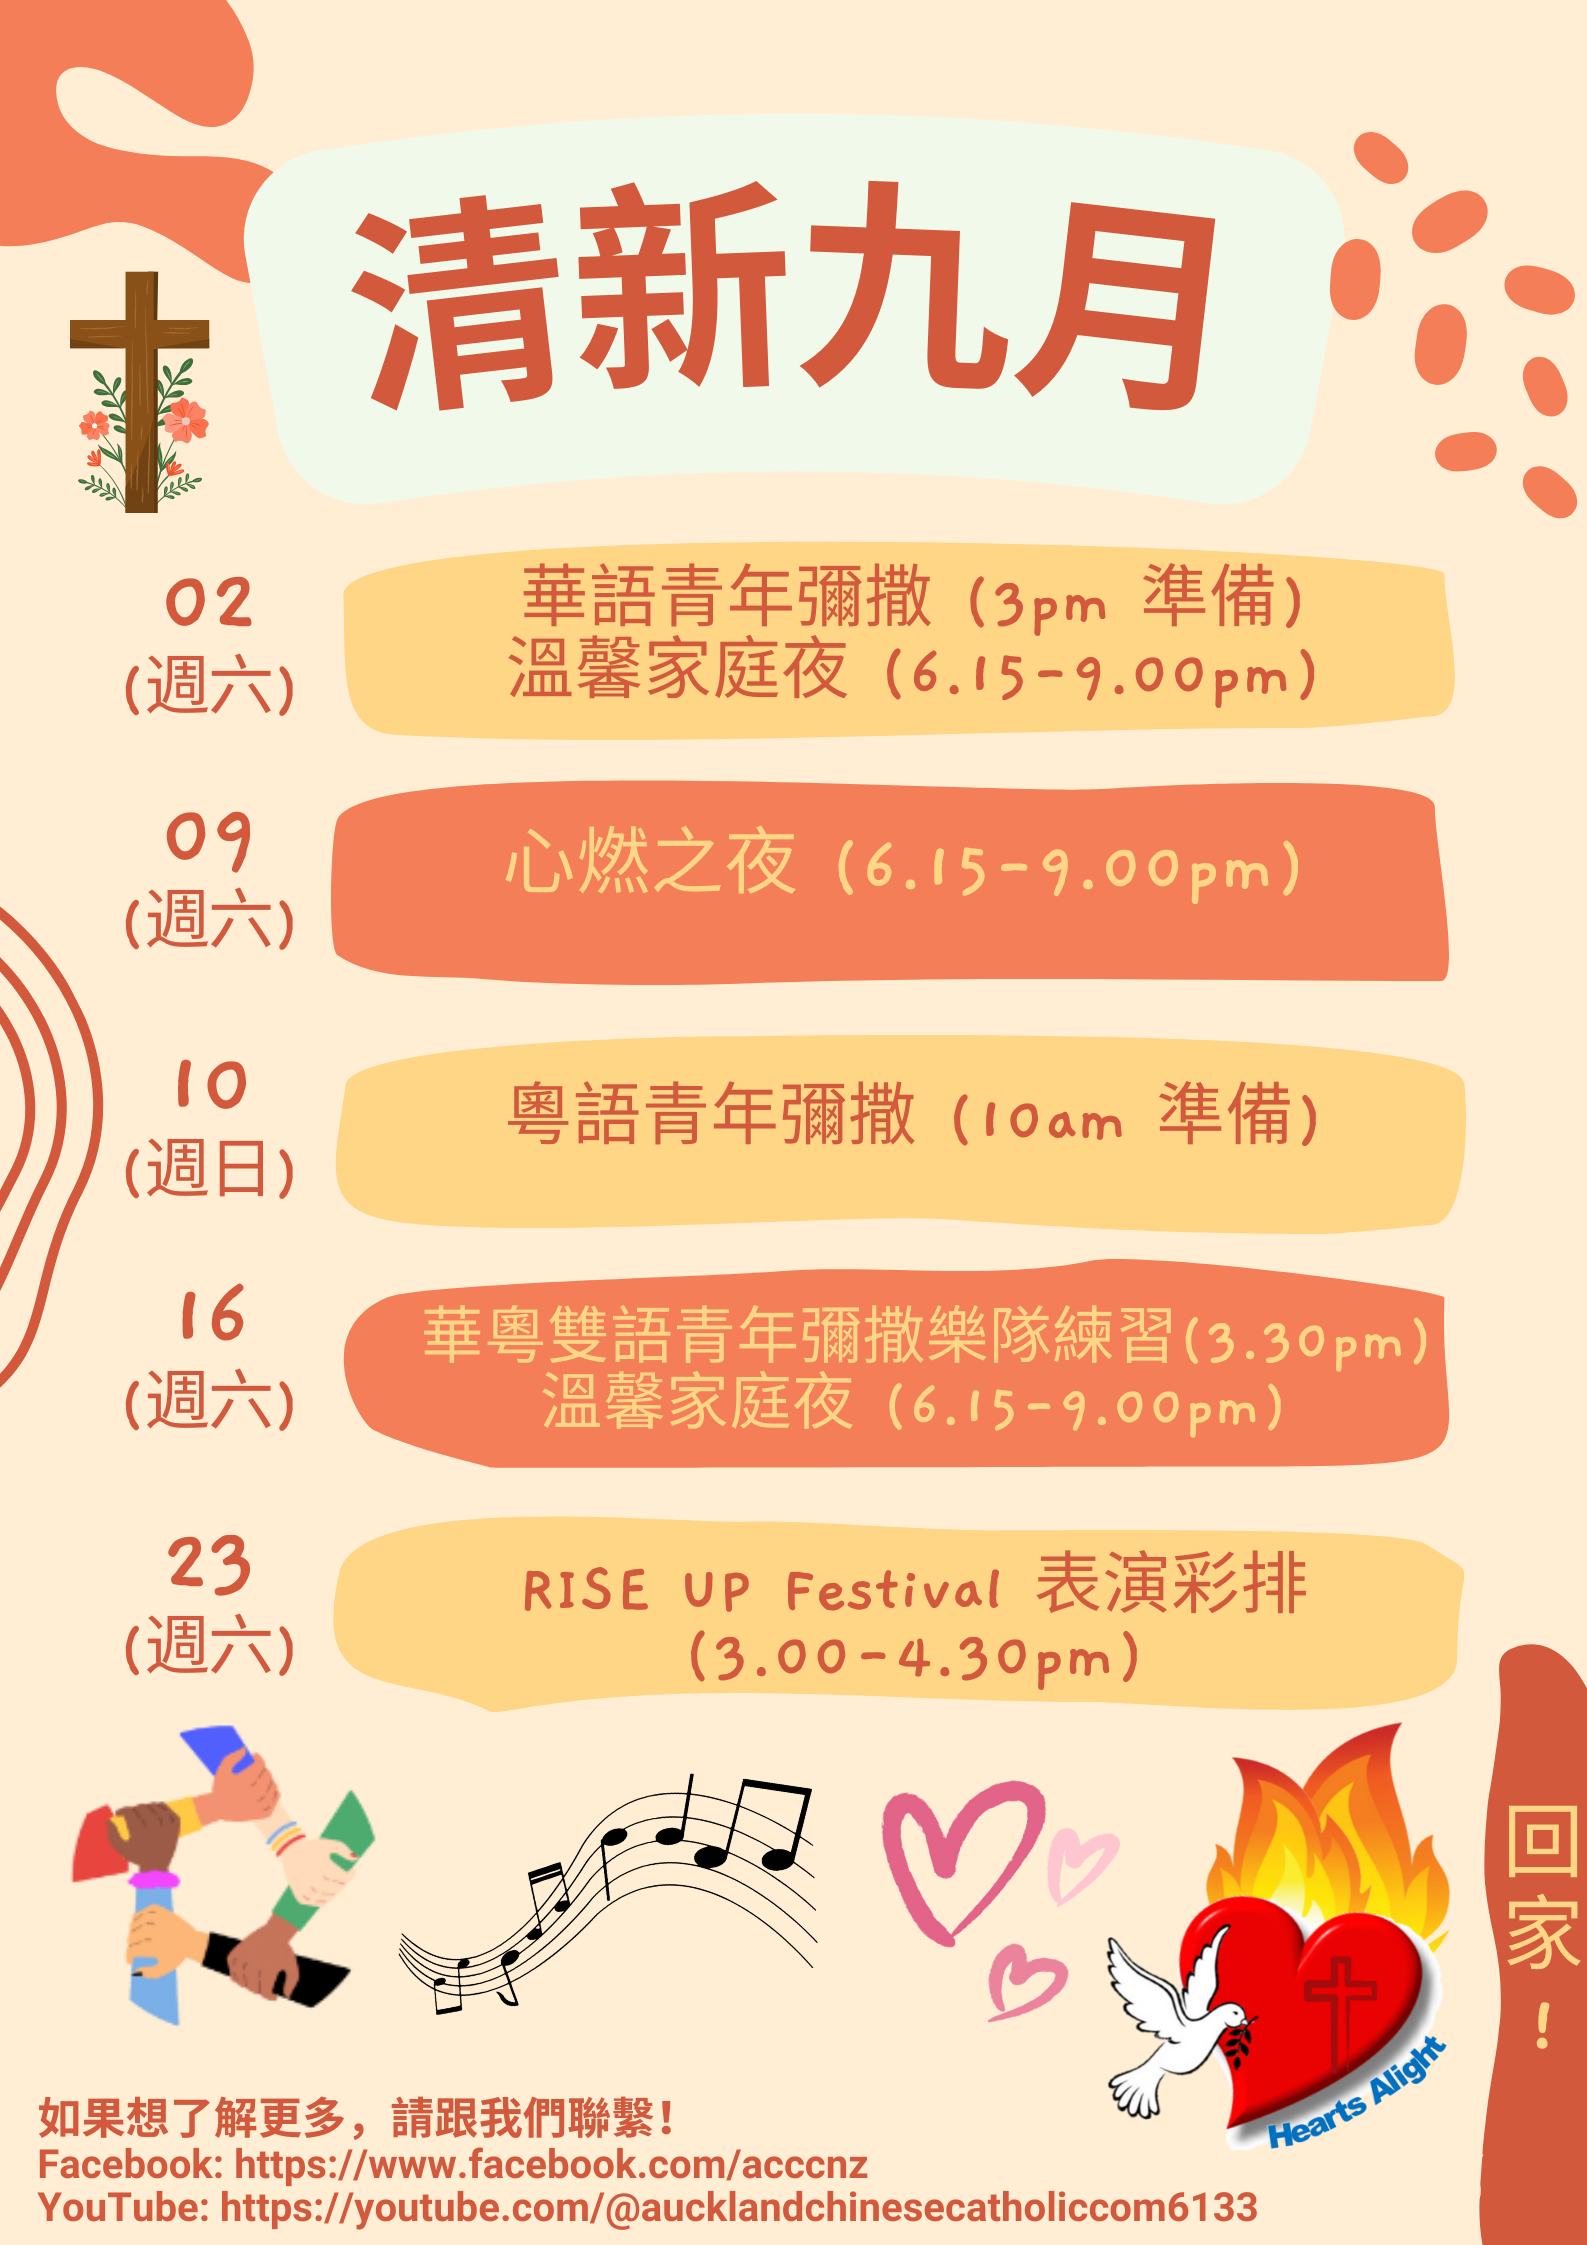 清新九月
02
(週六)
華語青年彌撒 (3pm 準備)
溫馨家庭夜 (6.15-9.00pm)
09
(週六)
心燃之夜 (6.15-9.00pm)
10
(週日)
粵語青年彌撒 (10am 準備)
16
(週六)
華粵雙語青年彌撒樂隊練習(3.30pm)
溫馨家庭夜 (6.15-9.00pm)
23
(週六)
RISE UP Festival 表演彩排
(3.00-4.30pm)
回
家
!
Hearts Alight
如果想了解更多，請跟我們聯繫！
Facebook: https://www.facebook.com/acccnz
YouTube: https://youtube.com/@aucklandchinesecatholiccom6133